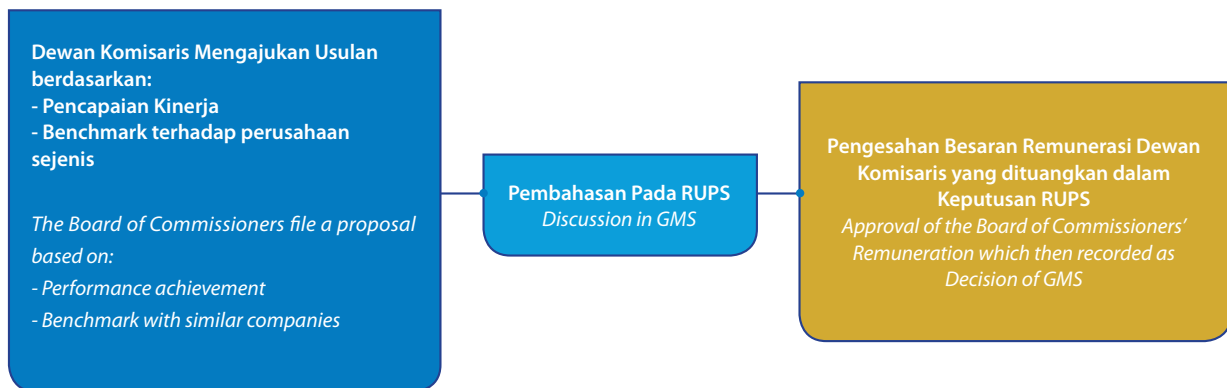 Dewan Komisaris Mengajukan Usulan
berdasarkan:
- Pencapaian Kinerja
- Benchmark terhadap perusahaan
sejenis
The Board of Commissioners file a proposal
based on:
- Performance achievement
- Benchmark with similar companies
Pembahasan Pada RUPS
Discussion in GMS
Pengesahan Besaran Remunerasi Dewan
Komisaris yang dituangkan dalam
Keputusan RUPS
Approval of the Board of Commissioners’
Remuneration which then recorded as
Decision of GMS